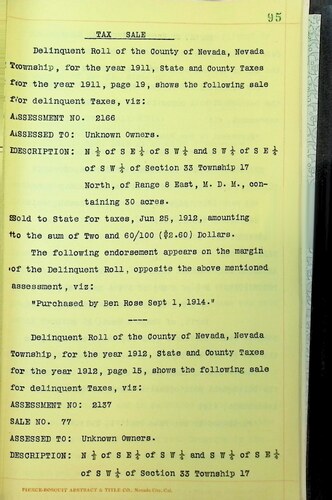 95
TAX SALE
Delinquent Roll of the County of Nevada, Nevada
Township, for the year 1911, State and County Taxes
for the year 1911, page 19, shows the following sale
for delinquent Taxes, viz:
ASSESSMENT NO. 2166
ASSESSED TO: Unknown Owners.
DESCRIPTION: N ½ of S E ¼ of S W ¼ and S W ¼ of S E ¼
of S W ¼ of Section 33 Township 17
North, of Range 8 East, M. D. M., con-
taining 30 acres.
Sold to State for taxes, Jun 25, 1912, amounting
to the sum of Two and 60/100 ($2.60) Dollars.
The following endorsement appears on the margin
of the Delinquent Roll, opposite the above mentioned
assessment, viz:
"Purchased by Ben Rose Sept 1, 1914."
----
Delinquent Roll of the County of Nevada, Nevada
Township, for the year 1912, State and County Taxes
for the year 1912, page 15, shows the following sale
for delinquent Taxes, viz:
ASSESSMENT NO: 2137
SALE NO. 77
ASSESSED TO: Unknown Owners.
DESCRIPTION: N ½ of S E ¼ of S W ¼ and S W ¼ of S E ¼
of S W ¼ of Section 33 Township 17
ABSTRACT & TITLE CO., Nevada City, Cal.